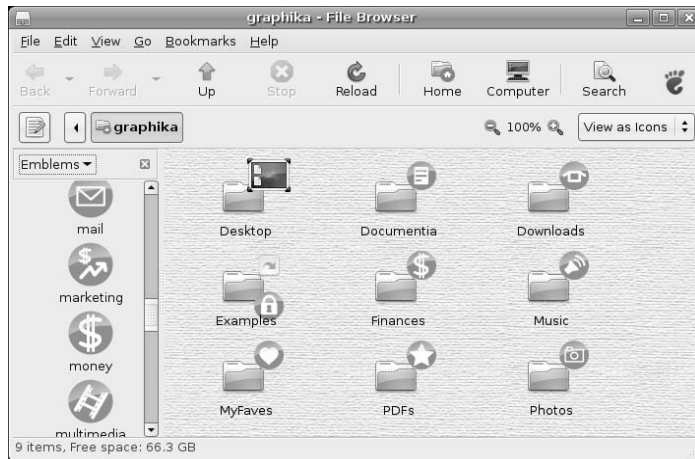 graphika - File Browser
File Edit View Go Bookmarks Help
Back Forward Up Stop Reload Home Computer Search
graphika 100% View as Icons
Emblems
mail
marketing
money
multimedia
Desktop Documentia Downloads
Examples Finances Music
MyFaves PDFs Photos
9 items, Free space: 66.3 GB